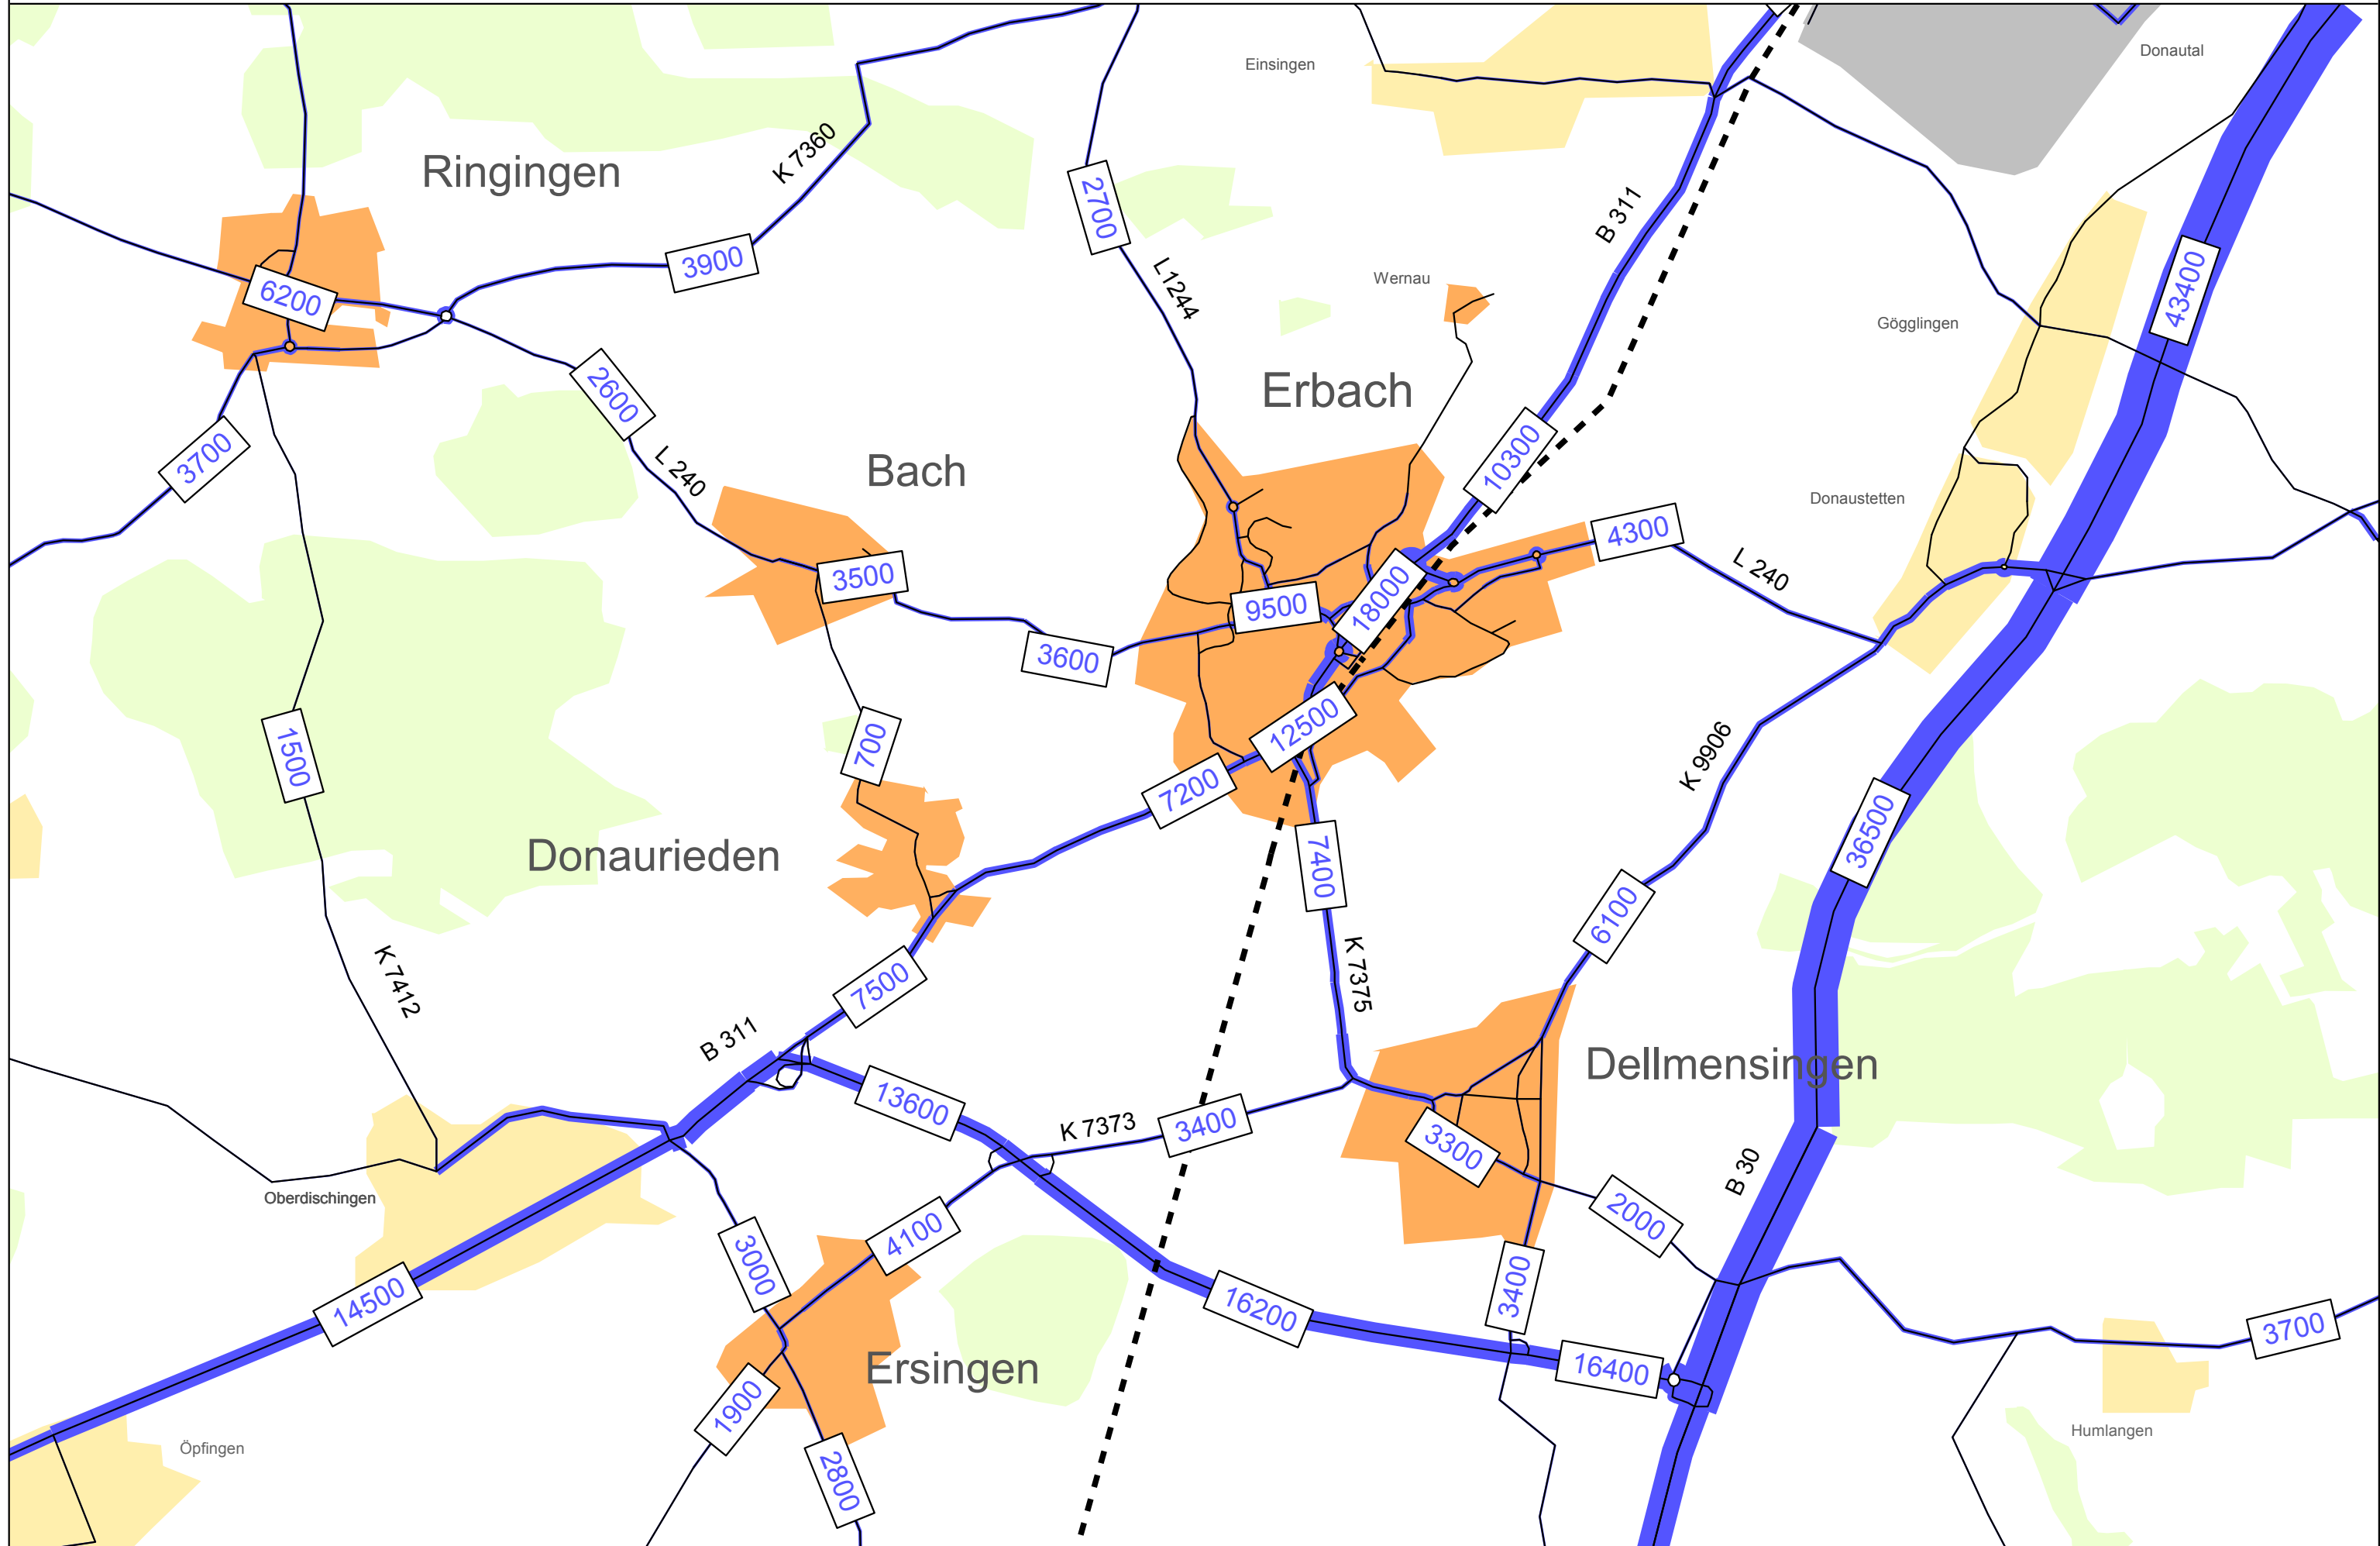 Donautal
Einsingen
K 7360
Ringingen
2700
B 311
3900
L1244
Wernau
43400
6200
Gögglingen
Erbach
2600
3700
10300
L 240
Bach
Donaustetten
4300
3500
L 240
9500
18000
3600
12500
700
1500
K 9906
7200
36500
Donaurieden
7400
6100
K 7412
7500
K 7375
B 311
Dellmensingen
13600
K 7373
3400
3300
B 30
Oberdischingen
4100
2000
3000
14500
16200
3400
3700
Ersingen
16400
1900
Öpfingen
Humlangen
2800